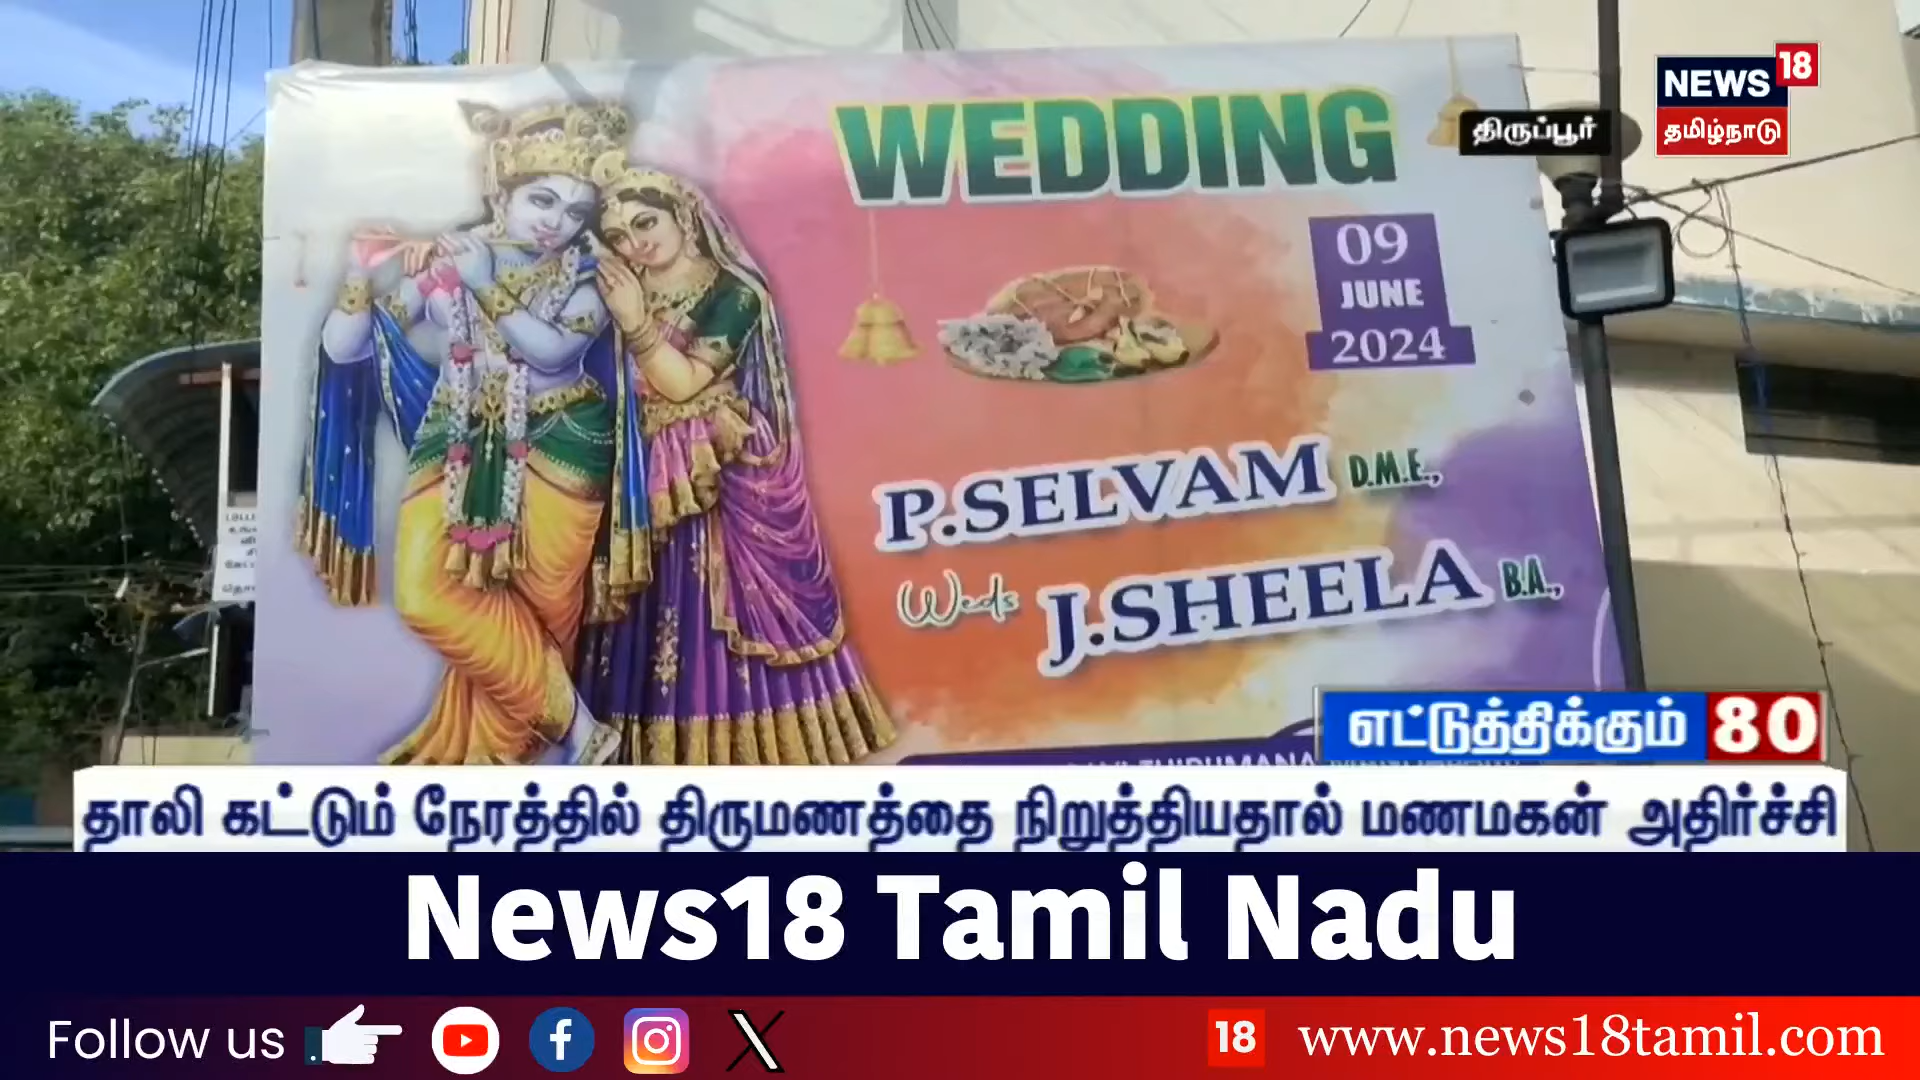 WEDDING
NEWS 18
தமிழ்நாடு
திருப்பூர்
09
JUNE
2024
P.SELVAM D.M.E.,
Weds J.SHEELA B.A.,
எட்டுத்திக்கும் 80
தாலி கட்டும் நேரத்தில் திருமணத்தை நிறுத்தியதால் மணமகன் அதிர்ச்சி
News18 Tamil Nadu
Follow us
18 www.news18tamil.com